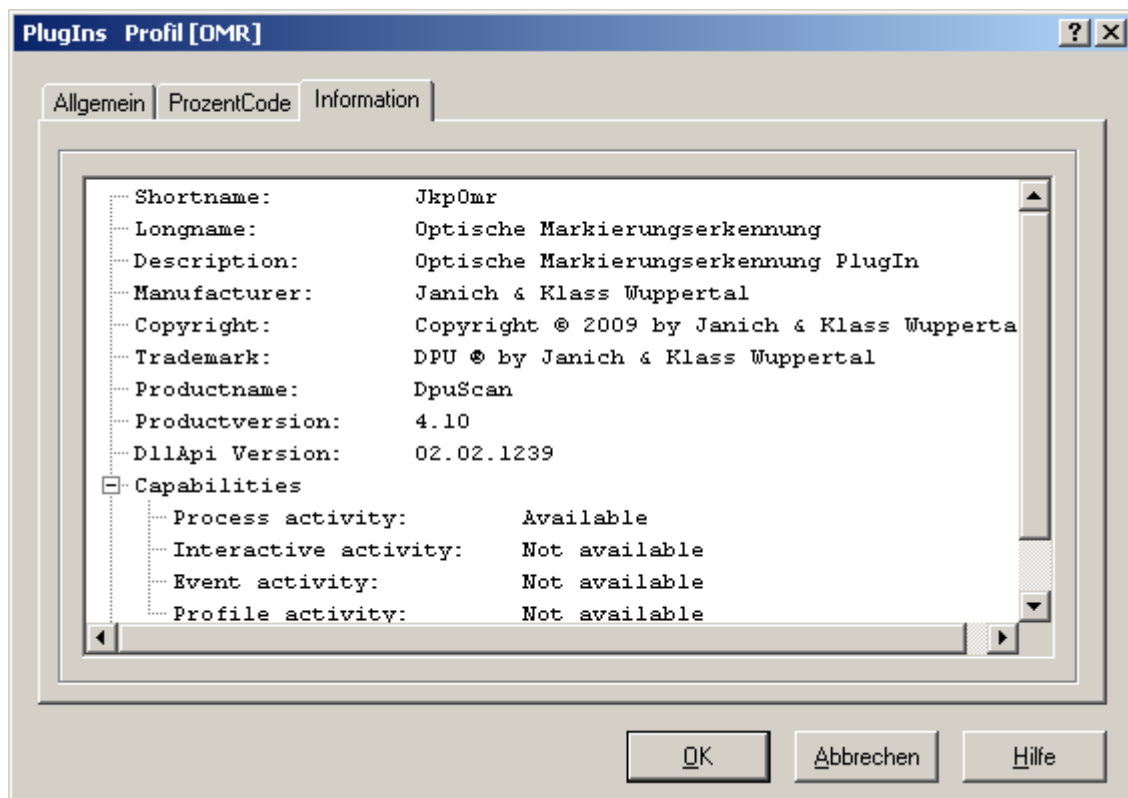 PlugIns Profil [OMR]
Allgemein ProzentCode Information
Shortname: JkpOmr
Longname: Optische Markierungserkennung
Description: Optische Markierungserkennung PlugIn
Manufacturer: Janich & Klass Wuppertal
Copyright: Copyright © 2009 by Janich & Klass Wupperta
Trademark: DPU ® by Janich & Klass Wuppertal
Productname: DpuScan
Productversion: 4.10
DllApi Version: 02.02.1239
Capabilities
Process activity: Available
Interactive activity: Not available
Event activity: Not available
Profile activity: Not available
OK Abbrechen Hilfe